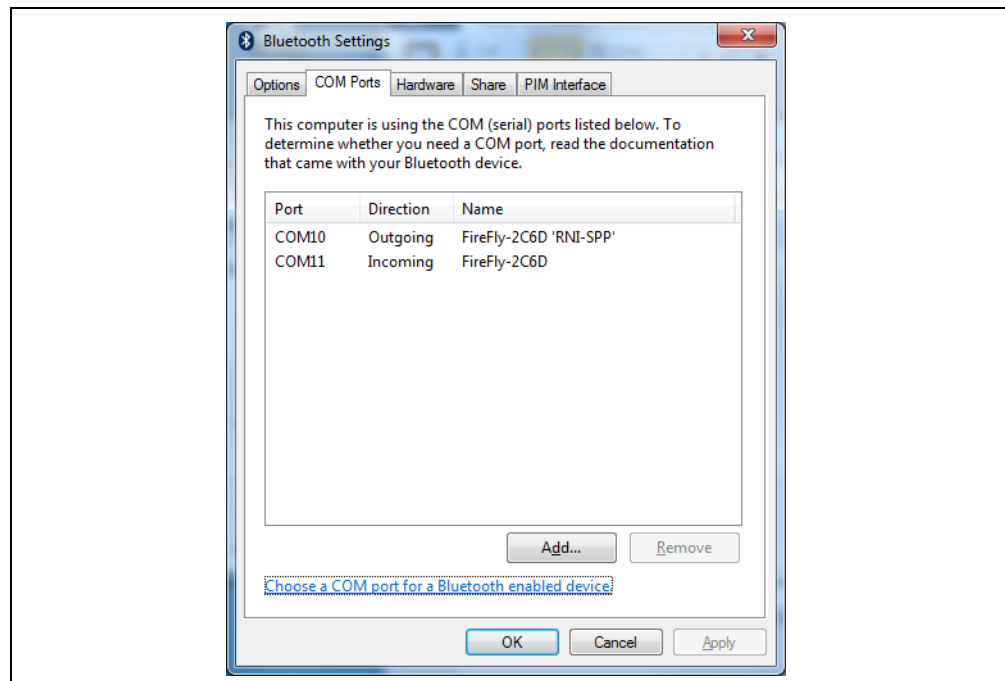 Bluetooth Settings
Options COM Ports Hardware Share PIM Interface
This computer is using the COM (serial) ports listed below. To
determine whether you need a COM port, read the documentation
that came with your Bluetooth device.
Port Direction Name
COM10 Outgoing FireFly-2C6D 'RNI-SPP'
COM11 Incoming FireFly-2C6D
Add... Remove
Choose a COM port for a Bluetooth enabled device.
OK Cancel Apply